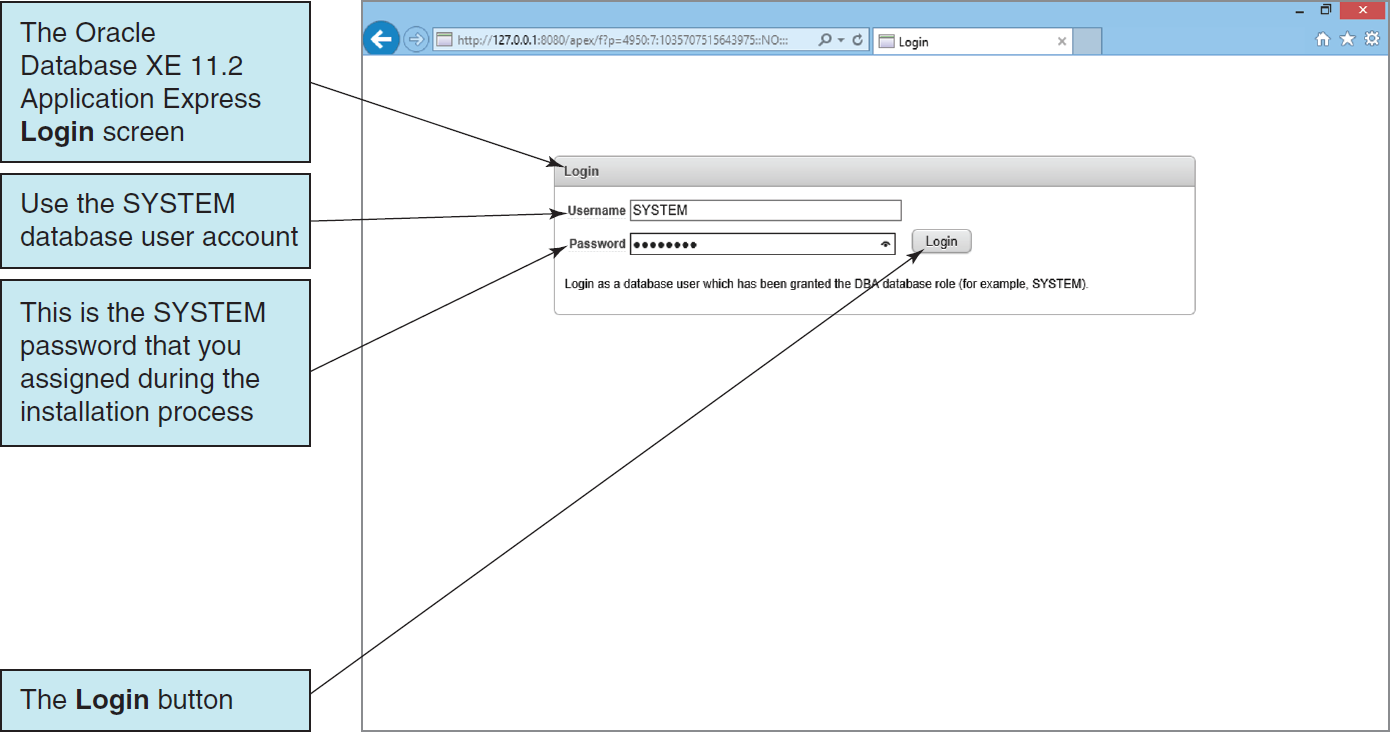 The Oracle
Database XE 11.2
Application Express
Login screen
Use the SYSTEM
database user account
This is the SYSTEM
password that you
assigned during the
installation process
The Login button
http://127.0.0.1:8080/apex/f?p=4950:7:1035707515643975::NO:::
Login
Login
Username SYSTEM
Password ●●●●●●●● Login
Login as a database user which has been granted the DBA database role (for example, SYSTEM).